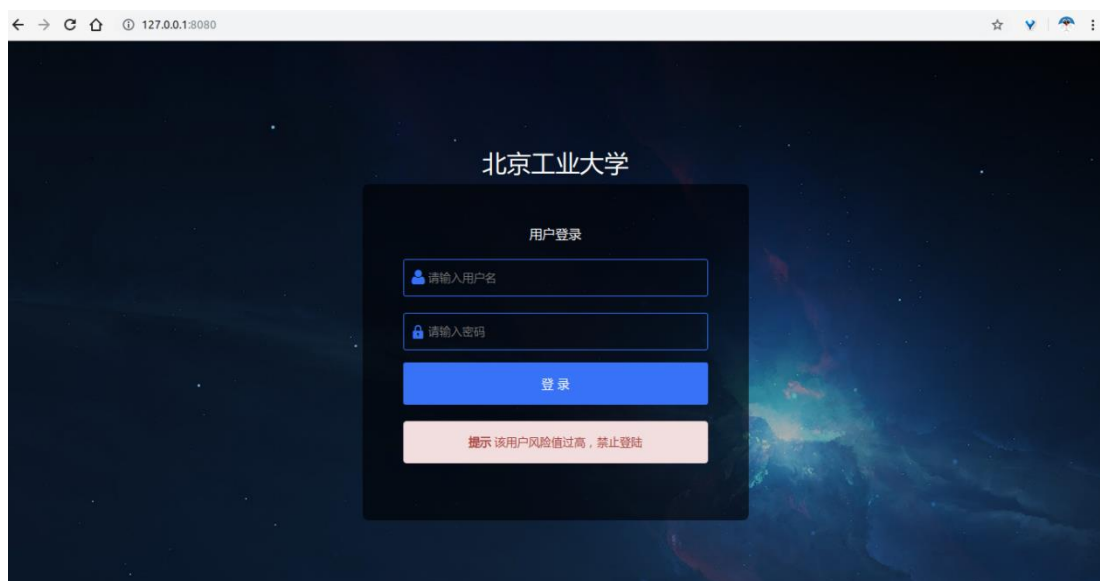 127.0.0.1:8080
北京工业大学
用户登录
请输入用户名
请输入密码
登 录
提示 该用户风险值过高，禁止登陆